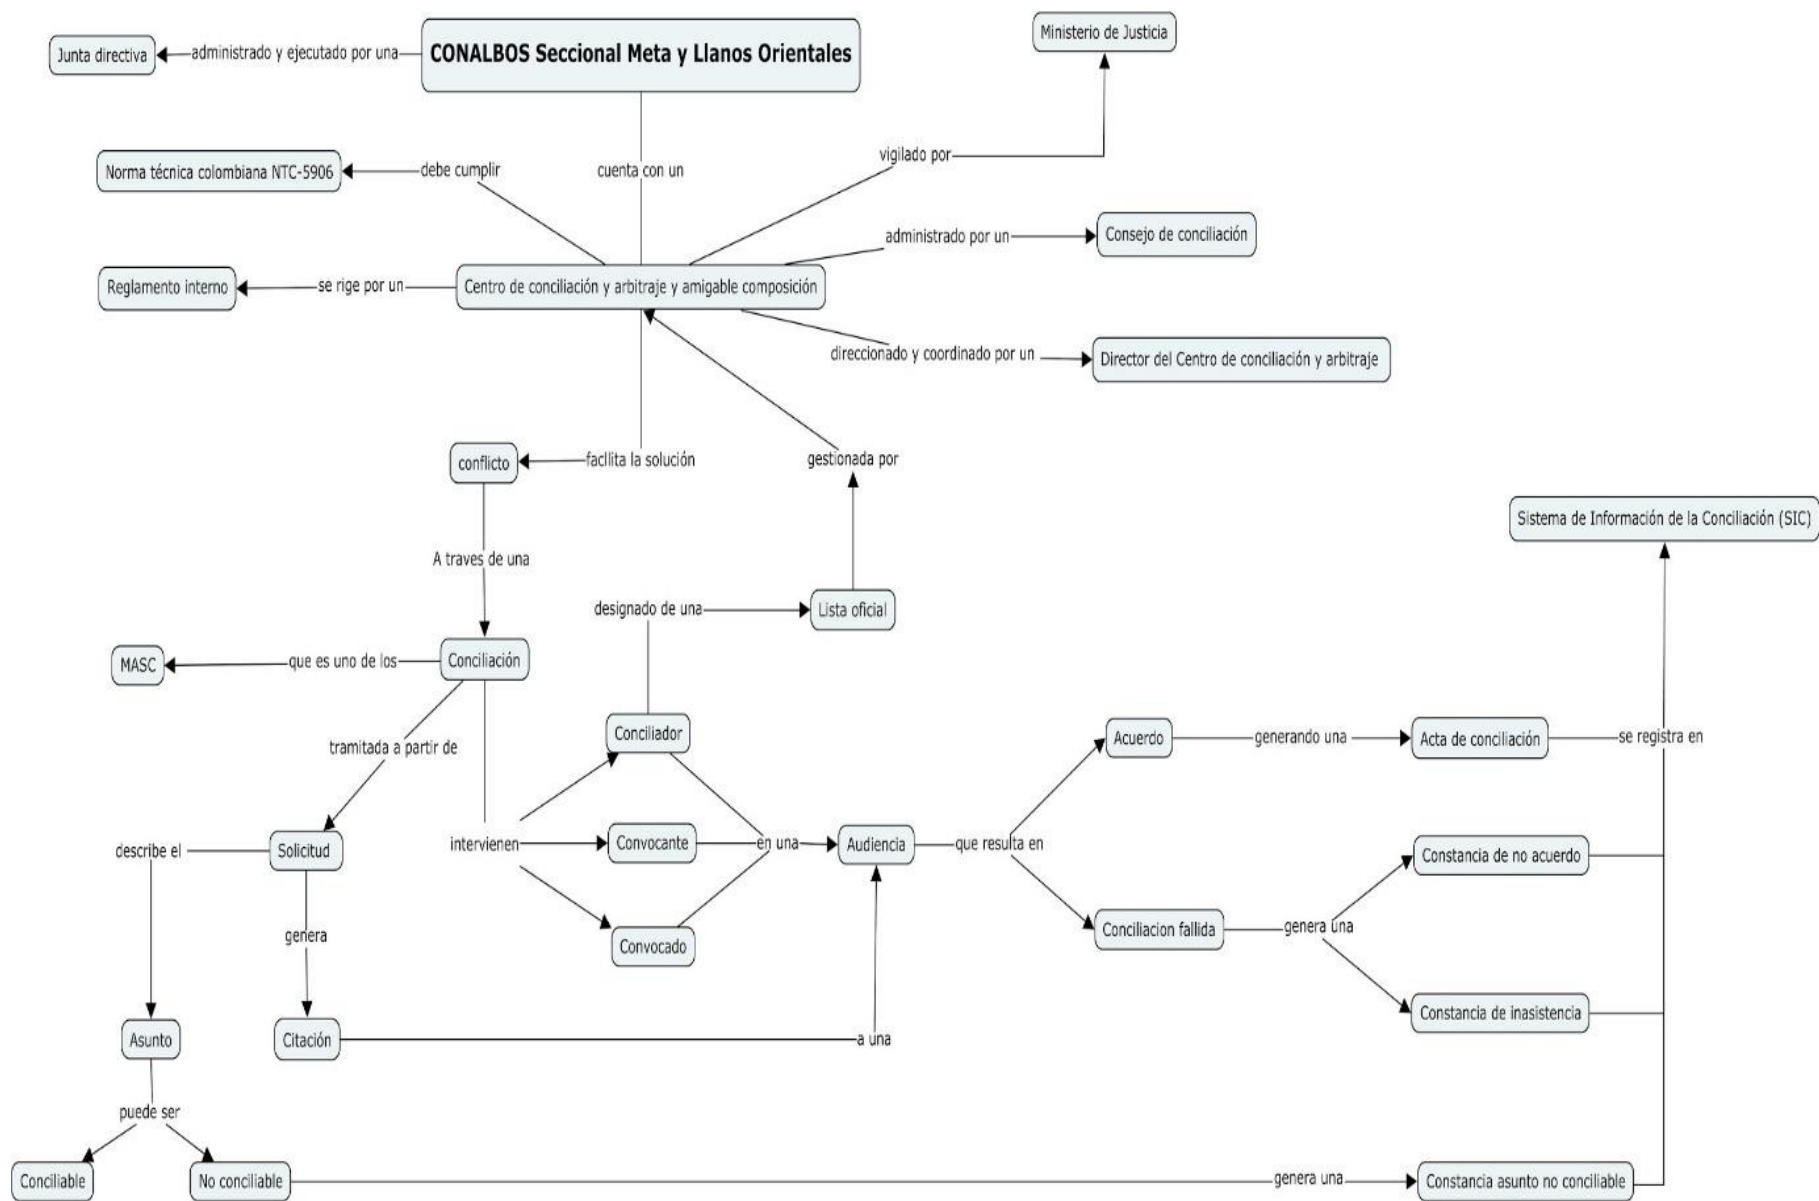 Junta directiva
administrado y ejecutado por una
CONALBOS Seccional Meta y Llanos Orientales
Ministerio de Justicia
Norma técnica colombiana NTC-5906
debe cumplir
cuenta con un
vigilado por
administrado por un
Consejo de conciliación
Reglamento interno
se rige por un
Centro de conciliación y arbitraje y amigable composición
direccionado y coordinado por un
Director del Centro de conciliación y arbitraje
conflicto
facilita la solución
gestionada por
Sistema de Información de la Conciliación (SIC)
A traves de una
designado de una
Lista oficial
MASC
que es uno de los
Conciliación
Conciliador
tramitada a partir de
Acuerdo
generando una
Acta de conciliación
se registra en
describe el
Solicitud
intervienen
Convocante
en una
Audiencia
que resulta en
Constancia de no acuerdo
genera
Convocado
Conciliacion fallida
genera una
Constancia de inasistencia
Asunto
Citación
a una
puede ser
Conciliable
No conciliable
genera una
Constancia asunto no conciliable